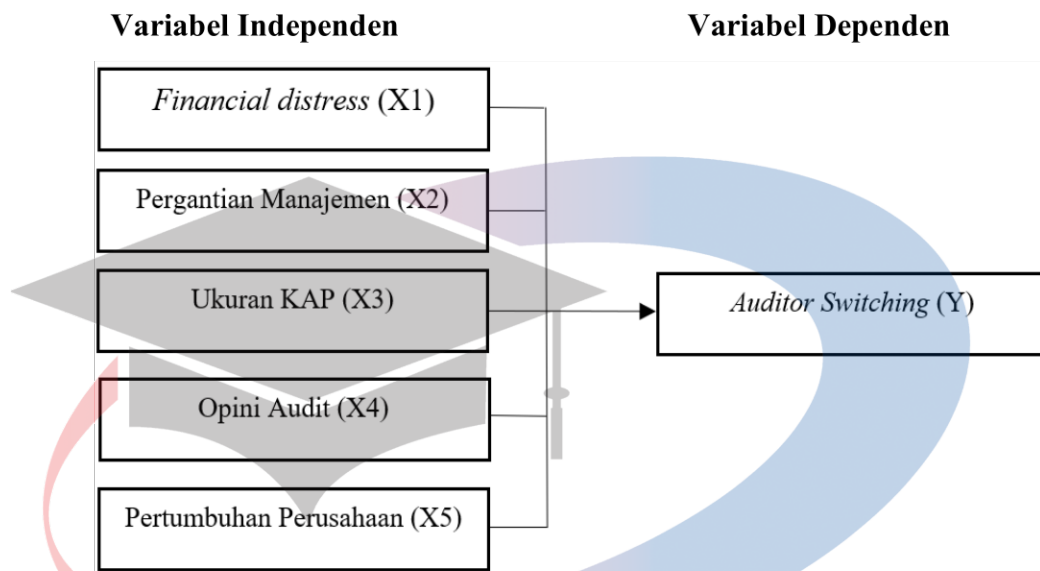 Variabel Independen
Variabel Dependen
Financial distress (X1)
Pergantian Manajemen (X2)
Ukuran KAP (X3)
Auditor Switching (Y)
Opini Audit (X4)
Pertumbuhan Perusahaan (X5)